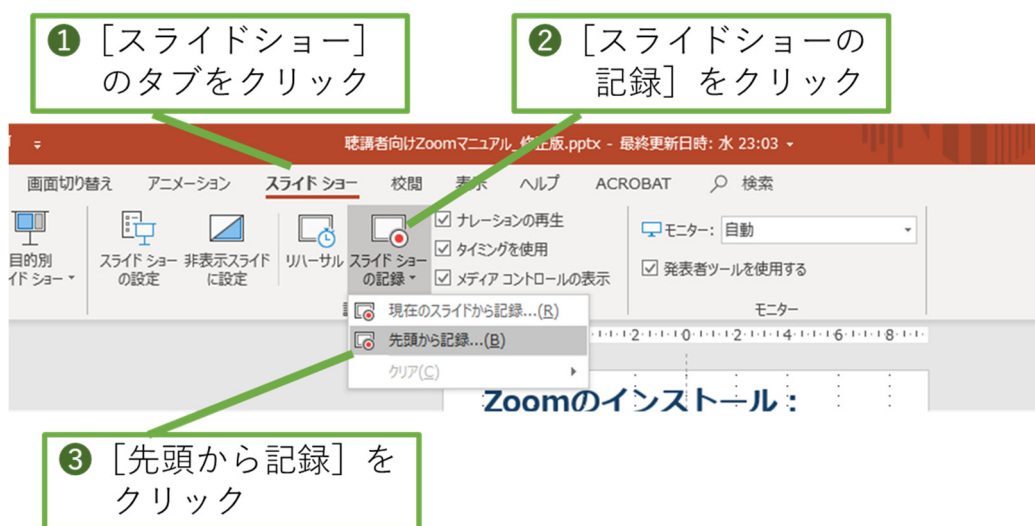 ❶［スライドショー］
のタブをクリック
❷［スライドショーの
記録］をクリック
聴講者向けZoomマニュアル_修正版.pptx - 最終更新日時: 水 23:03
画面切り替え アニメーション スライド ショー 校閲 表示 ヘルプ ACROBAT 検索
目的別
スライド ショー
の設定
非表示スライド
に設定
リハーサル
スライド ショー
の記録
ナレーションの再生
タイミングを使用
メディア コントロールの表示
モニター: 自動
発表者ツールを使用する
モニター
現在のスライドから記録...(R)
先頭から記録...(B)
クリア(C)
2 0 2 4 6 8
Zoomのインストール：
❸［先頭から記録］を
クリック